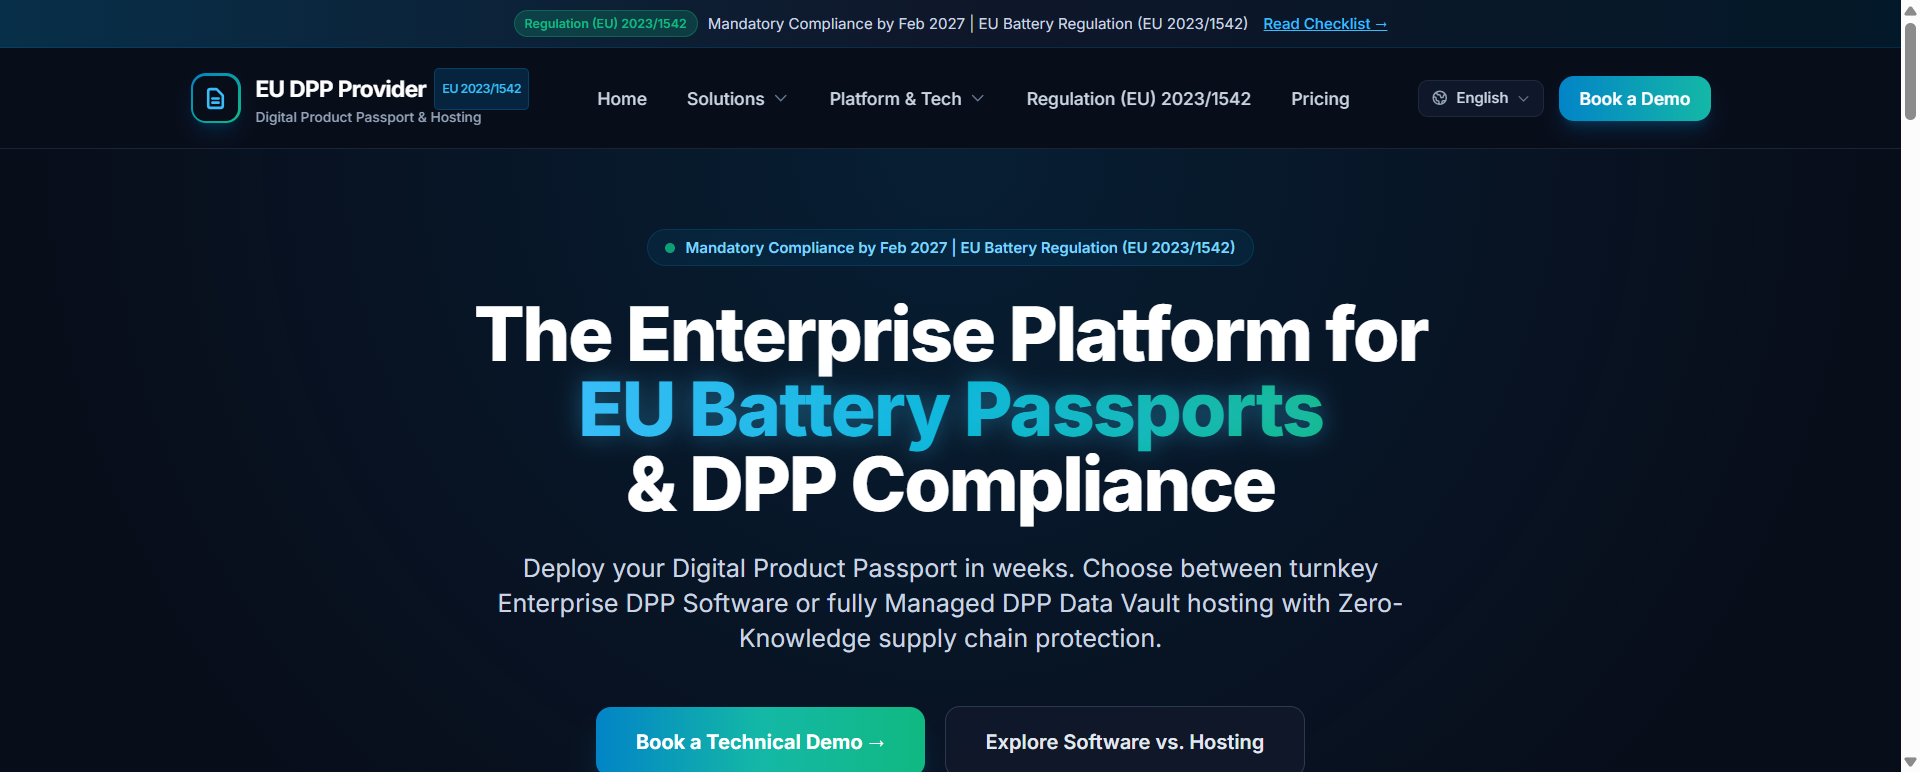 Regulation (EU) 2023/1542 Mandatory Compliance by Feb 2027 | EU Battery Regulation (EU 2023/1542) Read Checklist →
EU DPP Provider EU 2023/1542
Digital Product Passport & Hosting
Home Solutions Platform & Tech Regulation (EU) 2023/1542 Pricing English Book a Demo
Mandatory Compliance by Feb 2027 | EU Battery Regulation (EU 2023/1542)
The Enterprise Platform for
EU Battery Passports
& DPP Compliance
Deploy your Digital Product Passport in weeks. Choose between turnkey
Enterprise DPP Software or fully Managed DPP Data Vault hosting with Zero-
Knowledge supply chain protection.
Book a Technical Demo → Explore Software vs. Hosting